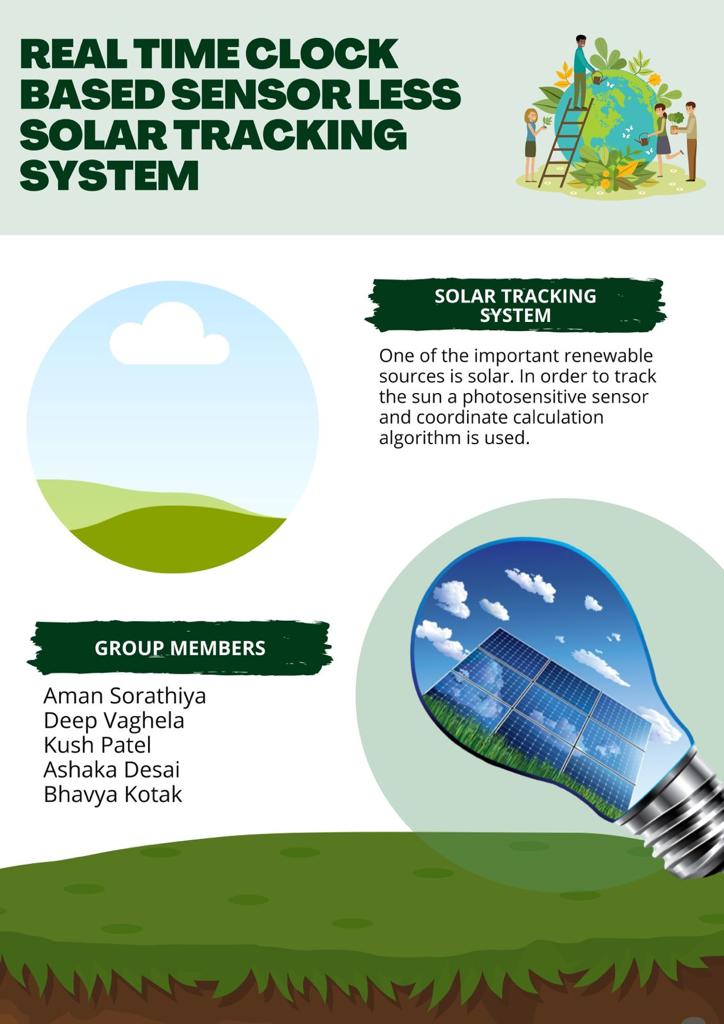 REAL TIME CLOCK
BASED SENSOR LESS
SOLAR TRACKING
SYSTEM
SOLAR TRACKING
SYSTEM
One of the important renewable
sources is solar. In order to track
the sun a photosensitive sensor
and coordinate calculation
algorithm is used.
GROUP MEMBERS
Aman Sorathiya
Deep Vaghela
Kush Patel
Ashaka Desai
Bhavya Kotak